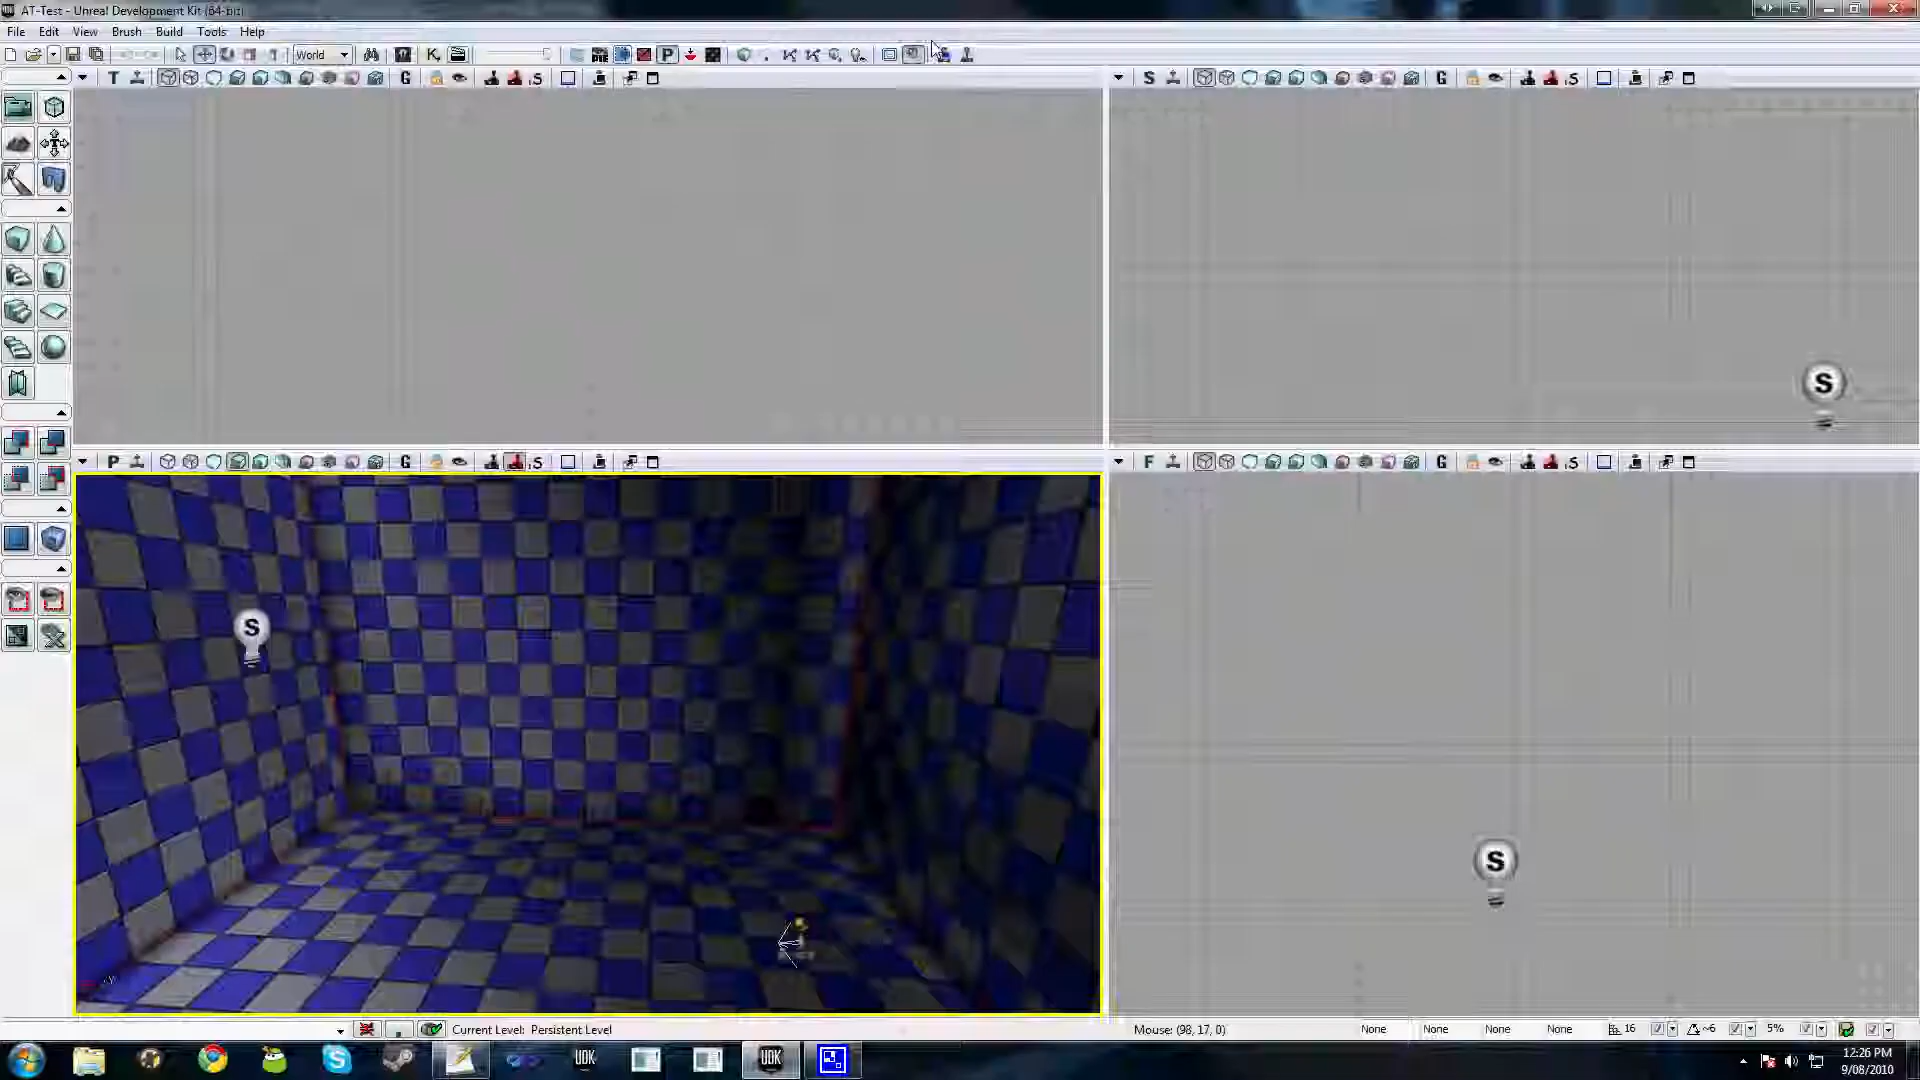 AT-Test - Unreal Development Kit (64-bit)
File Edit View Brush Build Tools Help
World
P
T G S
S G S
S
P G S
F G S
S
S
Current Level: Persistent Level
Mouse: (98, 17, 0)
None None None None
16
5%
UDK UDK
12:26 PM
9/08/2010